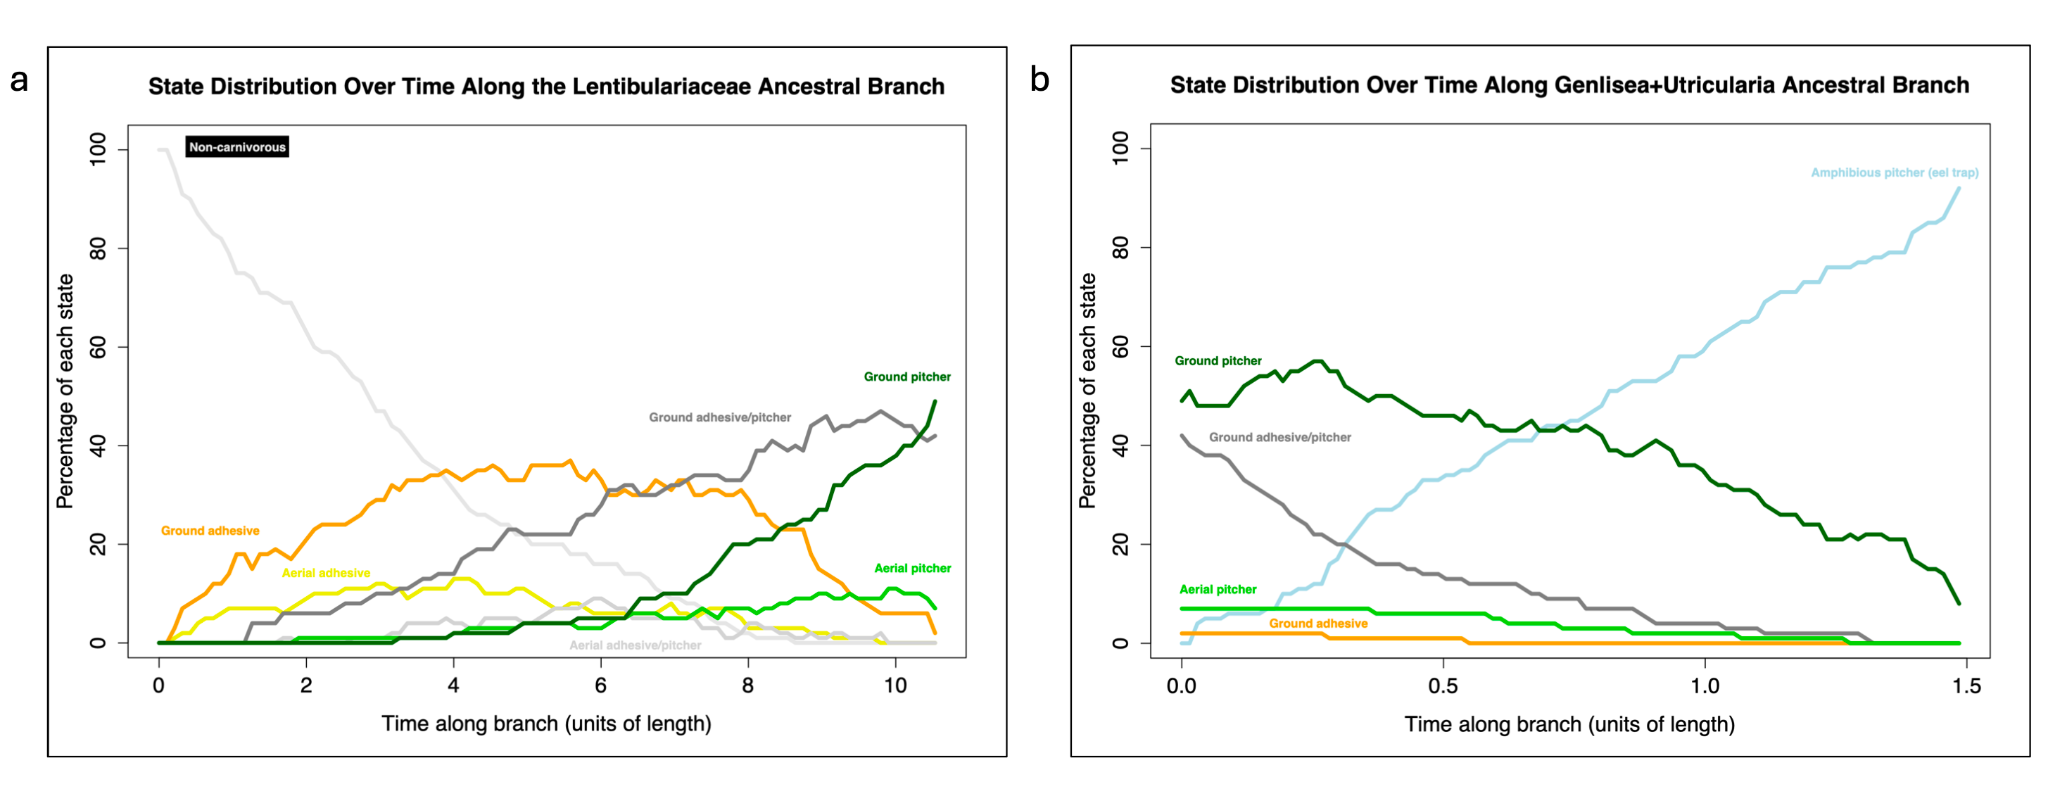 a
State Distribution Over Time Along the Lentibulariaceae Ancestral Branch
Percentage of each state
100
80
60
40
20
0
Non-carnivorous
Ground pitcher
Ground adhesive/pitcher
Ground adhesive
Aerial adhesive
Aerial pitcher
Aerial adhesive/pitcher
0 2 4 6 8 10
Time along branch (units of length)
b
State Distribution Over Time Along Genlisea+Utricularia Ancestral Branch
Percentage of each state
100
80
60
40
20
0
Amphibious pitcher (eel trap)
Ground pitcher
Ground adhesive/pitcher
Aerial pitcher
Ground adhesive
0.0 0.5 1.0 1.5
Time along branch (units of length)